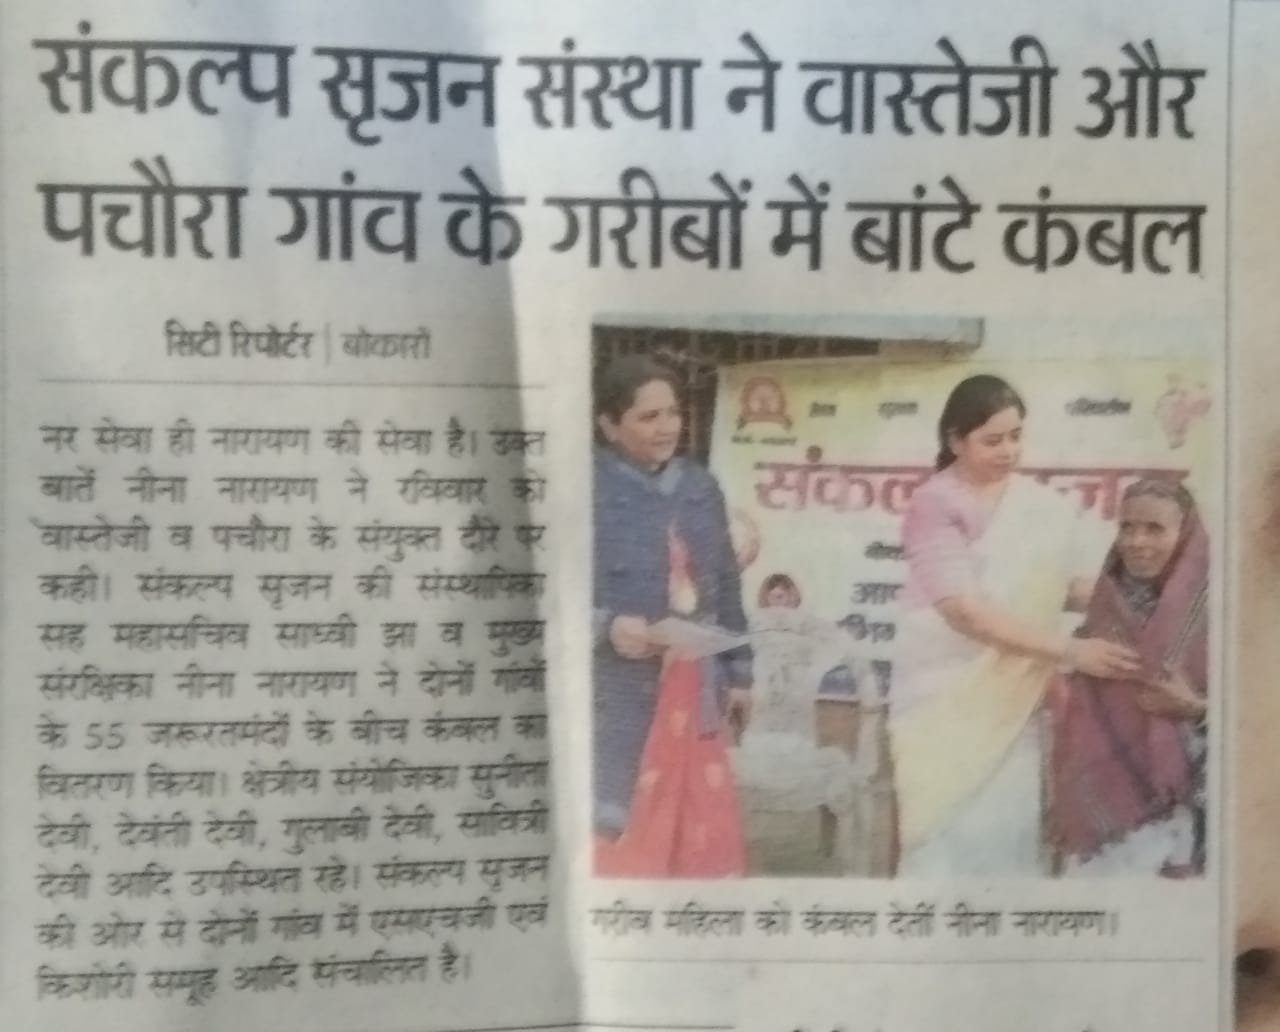 संकल्प सृजन संस्था ने वास्तेजी और
पचौरा गांव के गरीबों में बांटे कंबल
सिटी रिपोर्टर | बोकारो
नर सेवा ही नारायण की सेवा है। उक्त
बातें नीना नारायण ने रविवार को
वास्तेजी व पचौरा के संयुक्त दौरे पर
कही। संकल्प सृजन की संस्थापिका
सह महासचिव साध्वी झा व मुख्य
संरक्षिका नीना नारायण ने दोनों गांवों
के 55 जरूरतमंदों के बीच कंबल का
वितरण किया। क्षेत्रीय संयोजिका सुनीता
देवी, देवंती देवी, गुलाबी देवी, सावित्री
देवी आदि उपस्थित रहे। संकल्प सृजन
की ओर से दोनों गांव में एसएचजी एवं
किशोरी समूह आदि संचालित है।
संकल
गरीब महिला को कंबल देतीं नीना नारायण।